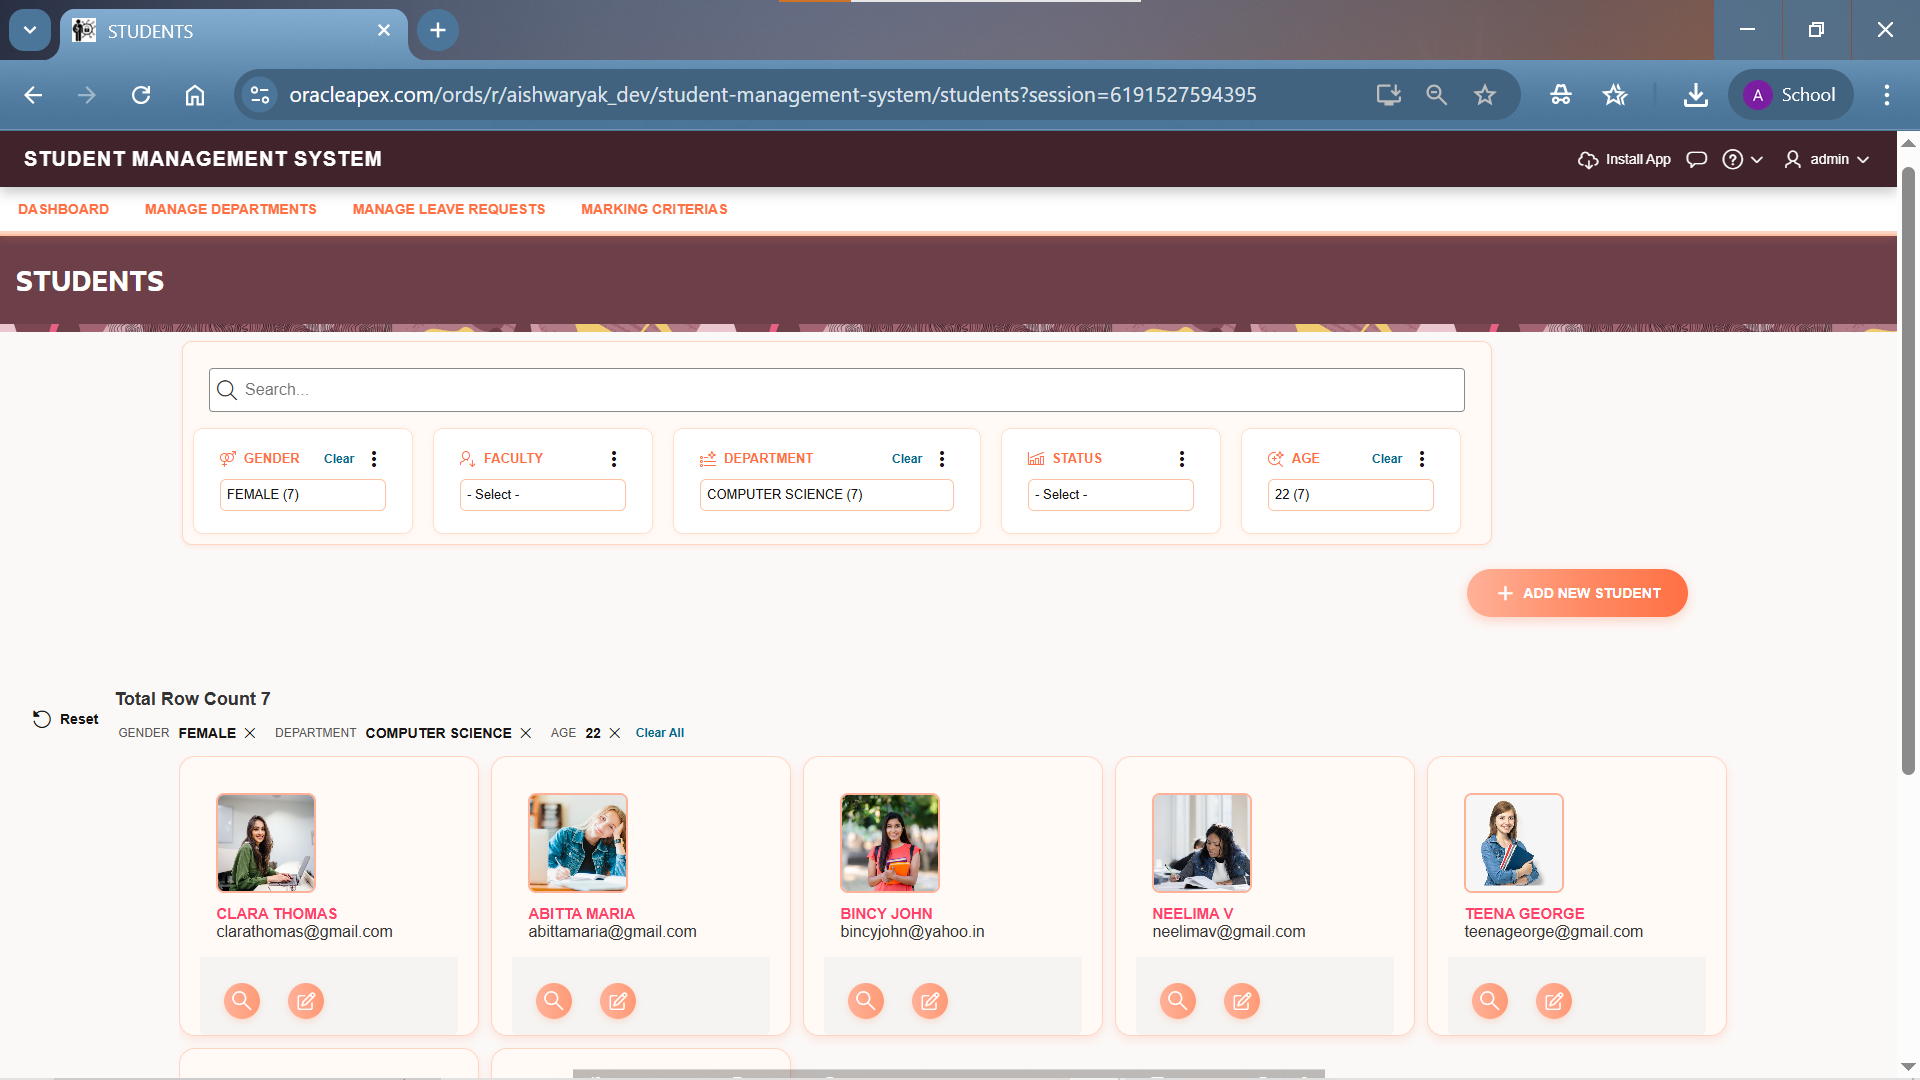 STUDENTS
oracleapex.com/ords/r/aishwaryak_dev/student-management-system/students?session=6191527594395
A School
STUDENT MANAGEMENT SYSTEM
Install App
admin
DASHBOARD MANAGE DEPARTMENTS MANAGE LEAVE REQUESTS MARKING CRITERIAS
STUDENTS
Search...
GENDER Clear FACULTY DEPARTMENT Clear STATUS AGE Clear
FEMALE (7) - Select - COMPUTER SCIENCE (7) - Select - 22 (7)
ADD NEW STUDENT
Total Row Count 7
Reset
GENDER FEMALE DEPARTMENT COMPUTER SCIENCE AGE 22 Clear All
CLARA THOMAS ABITTA MARIA BINCY JOHN NEELIMA V TEENA GEORGE
clarathomas@gmail.com abittamaria@gmail.com bincyjohn@yahoo.in neelimav@gmail.com teenageorge@gmail.com